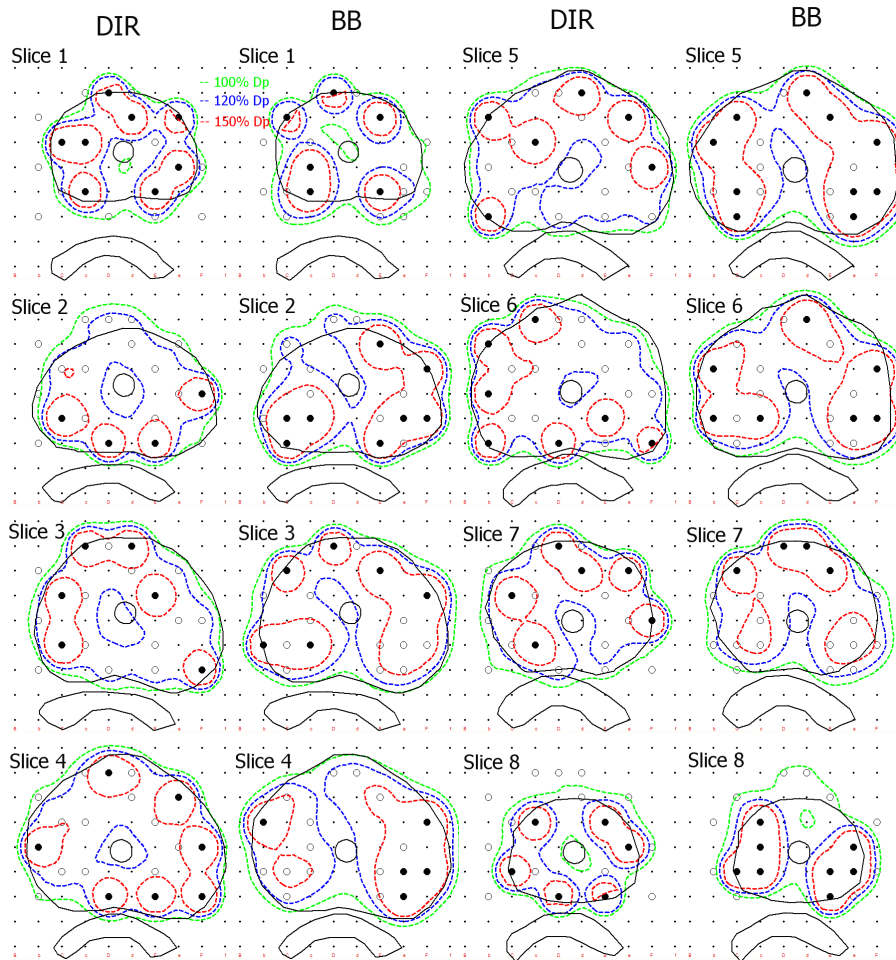 DIR BB DIR BB
Slice 1 Slice 1 Slice 5 Slice 5
-- 100% Dp
-- 120% Dp
-- 150% Dp
Slice 2 Slice 2 Slice 6 Slice 6
Slice 3 Slice 3 Slice 7 Slice 7
Slice 4 Slice 4 Slice 8 Slice 8